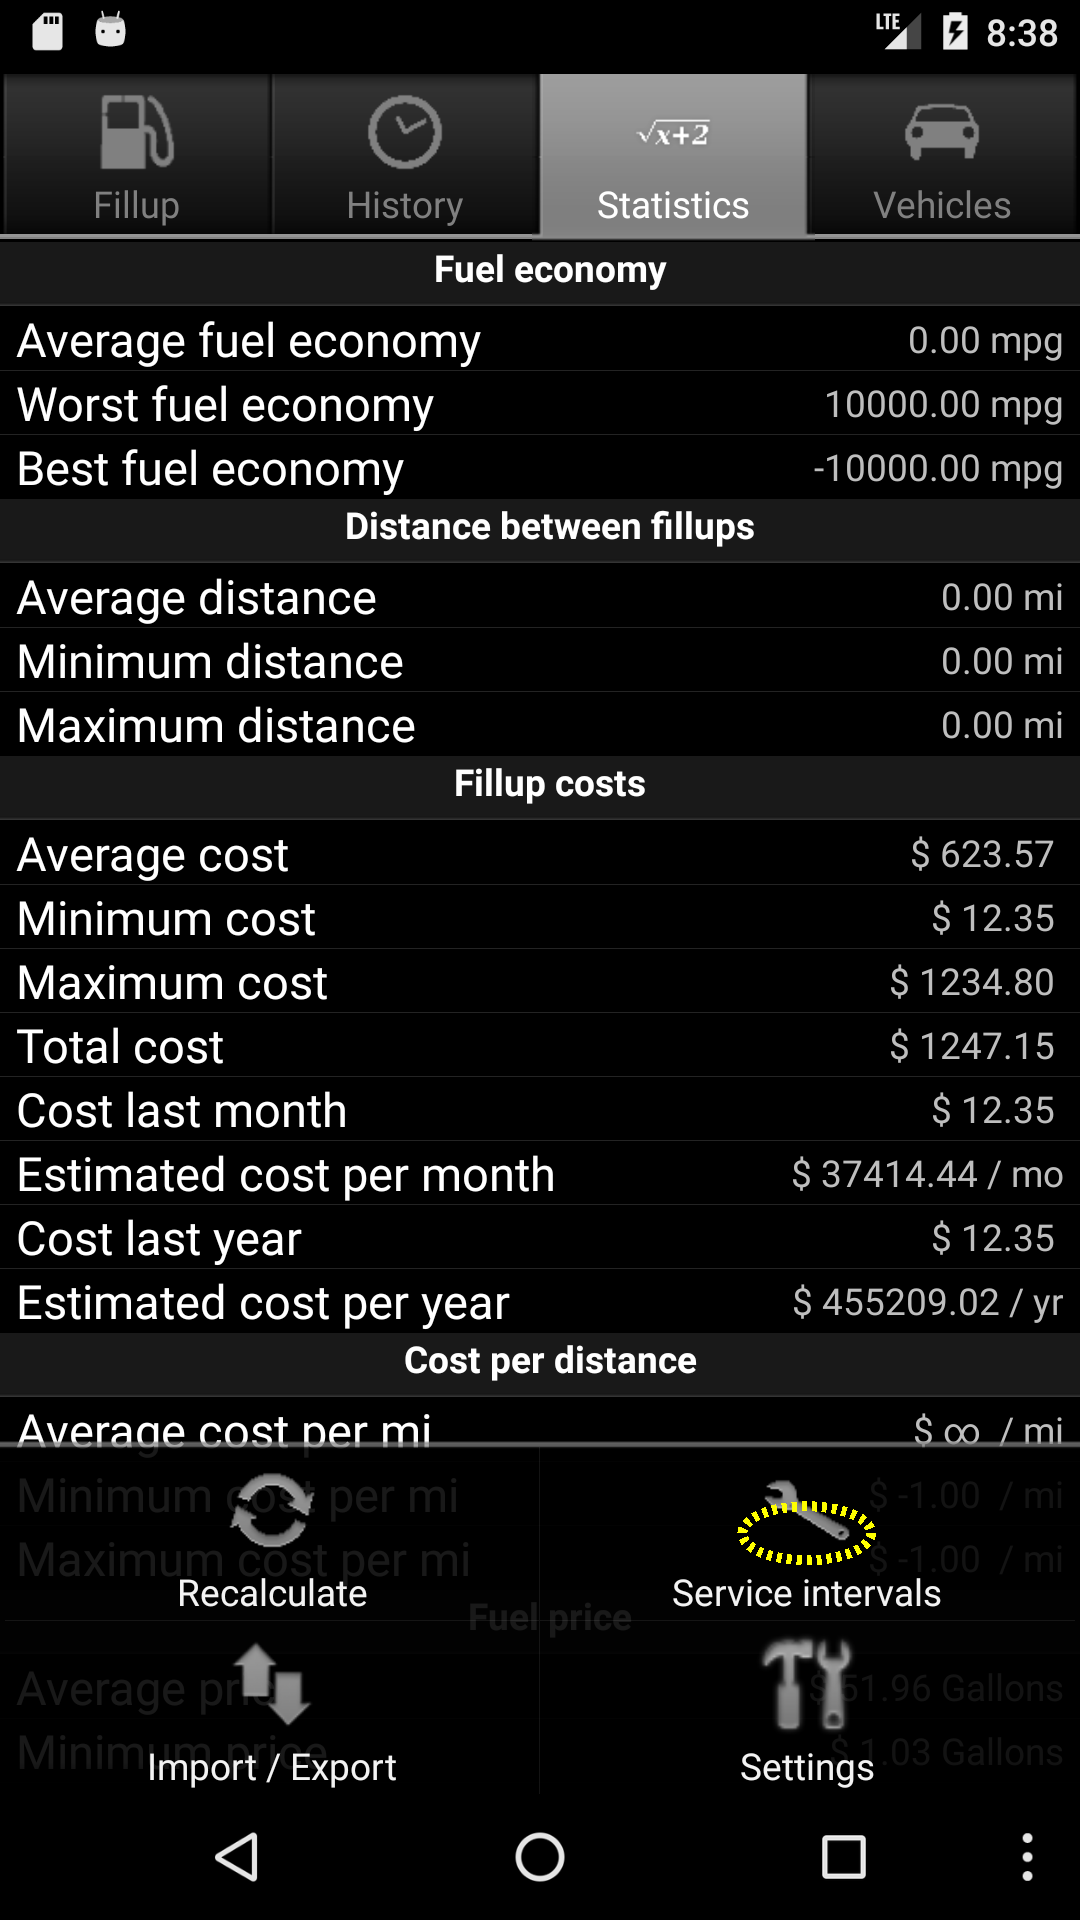 LTE 8:38
√x+2
Fillup History Statistics Vehicles
Fuel economy
Average fuel economy 0.00 mpg
Worst fuel economy 10000.00 mpg
Best fuel economy -10000.00 mpg
Distance between fillups
Average distance 0.00 mi
Minimum distance 0.00 mi
Maximum distance 0.00 mi
Fillup costs
Average cost $ 623.57
Minimum cost $ 12.35
Maximum cost $ 1234.80
Total cost $ 1247.15
Cost last month $ 12.35
Estimated cost per month $ 37414.44 / mo
Cost last year $ 12.35
Estimated cost per year $ 455209.02 / yr
Cost per distance
Average cost per mi $ ∞ / mi
Minimum cost per mi $ -1.00 / mi
Maximum cost per mi $ -1.00 / mi
Recalculate Service intervals
Fuel price
Average price 51.96 Gallons
Minimum price $ 1.03 Gallons
Import / Export Settings